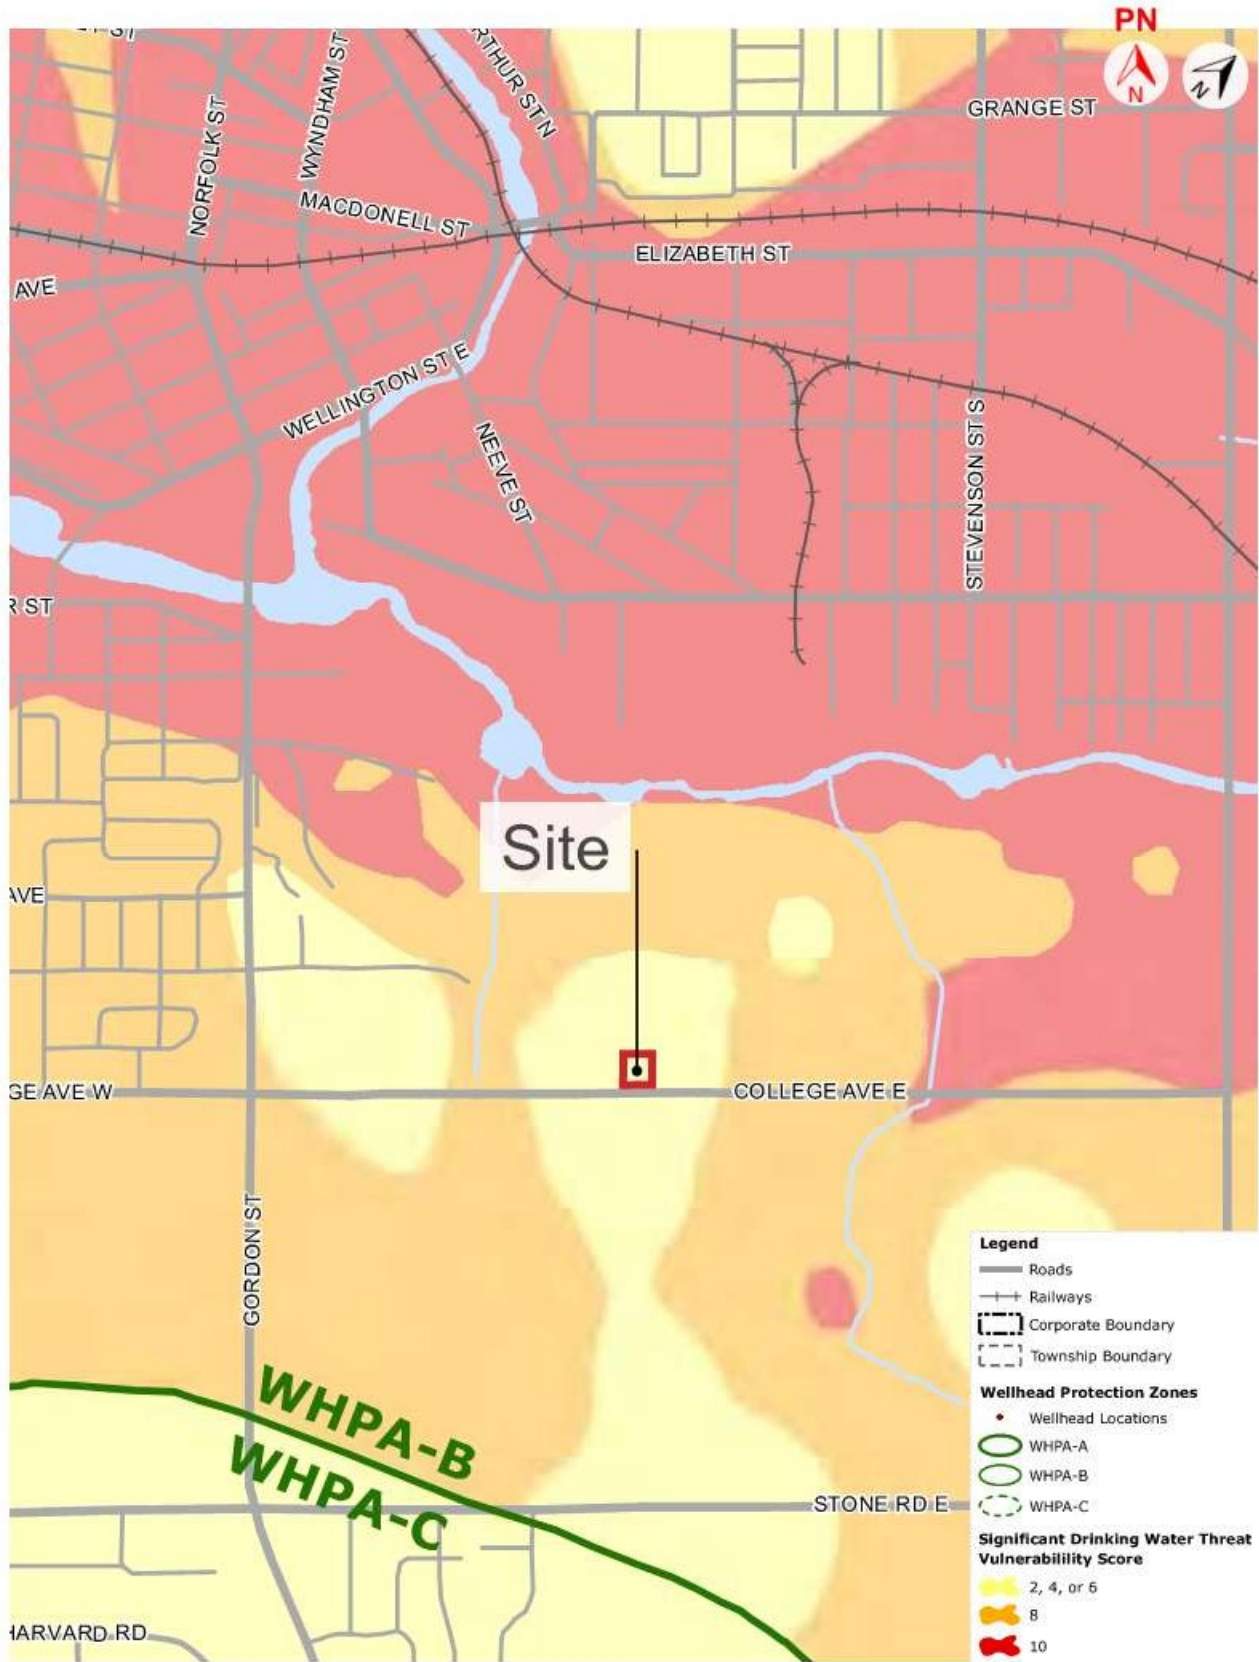 PN
N
N
GRANGE ST
ARTHUR ST N
WYNDHAM ST
NORFOLK ST
MACDONELL ST
ELIZABETH ST
AVE
WELLINGTON ST E
NEEVE ST
STEVENSON ST S
R ST
Site
AVE
GE AVE W
COLLEGE AVE E
GORDON ST
WHPA-B
WHPA-C
STONE RD E
HARVARD RD
Legend
Roads
Railways
Corporate Boundary
Township Boundary
Wellhead Protection Zones
Wellhead Locations
WHPA-A
WHPA-B
WHPA-C
Significant Drinking Water Threat
Vulnerabilility Score
2, 4, or 6
8
10